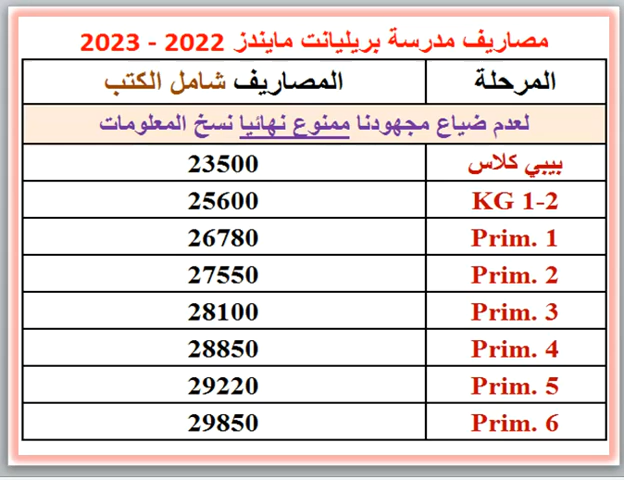 مصاريف مدرسة بريليانت مايندز 2022 - 2023
المرحلة المصاريف شامل الكتب
لعدم ضياع مجهودنا ممنوع نهائيا نسخ المعلومات
بيبي كلاس 23500
KG 1-2 25600
Prim. 1 26780
Prim. 2 27550
Prim. 3 28100
Prim. 4 28850
Prim. 5 29220
Prim. 6 29850